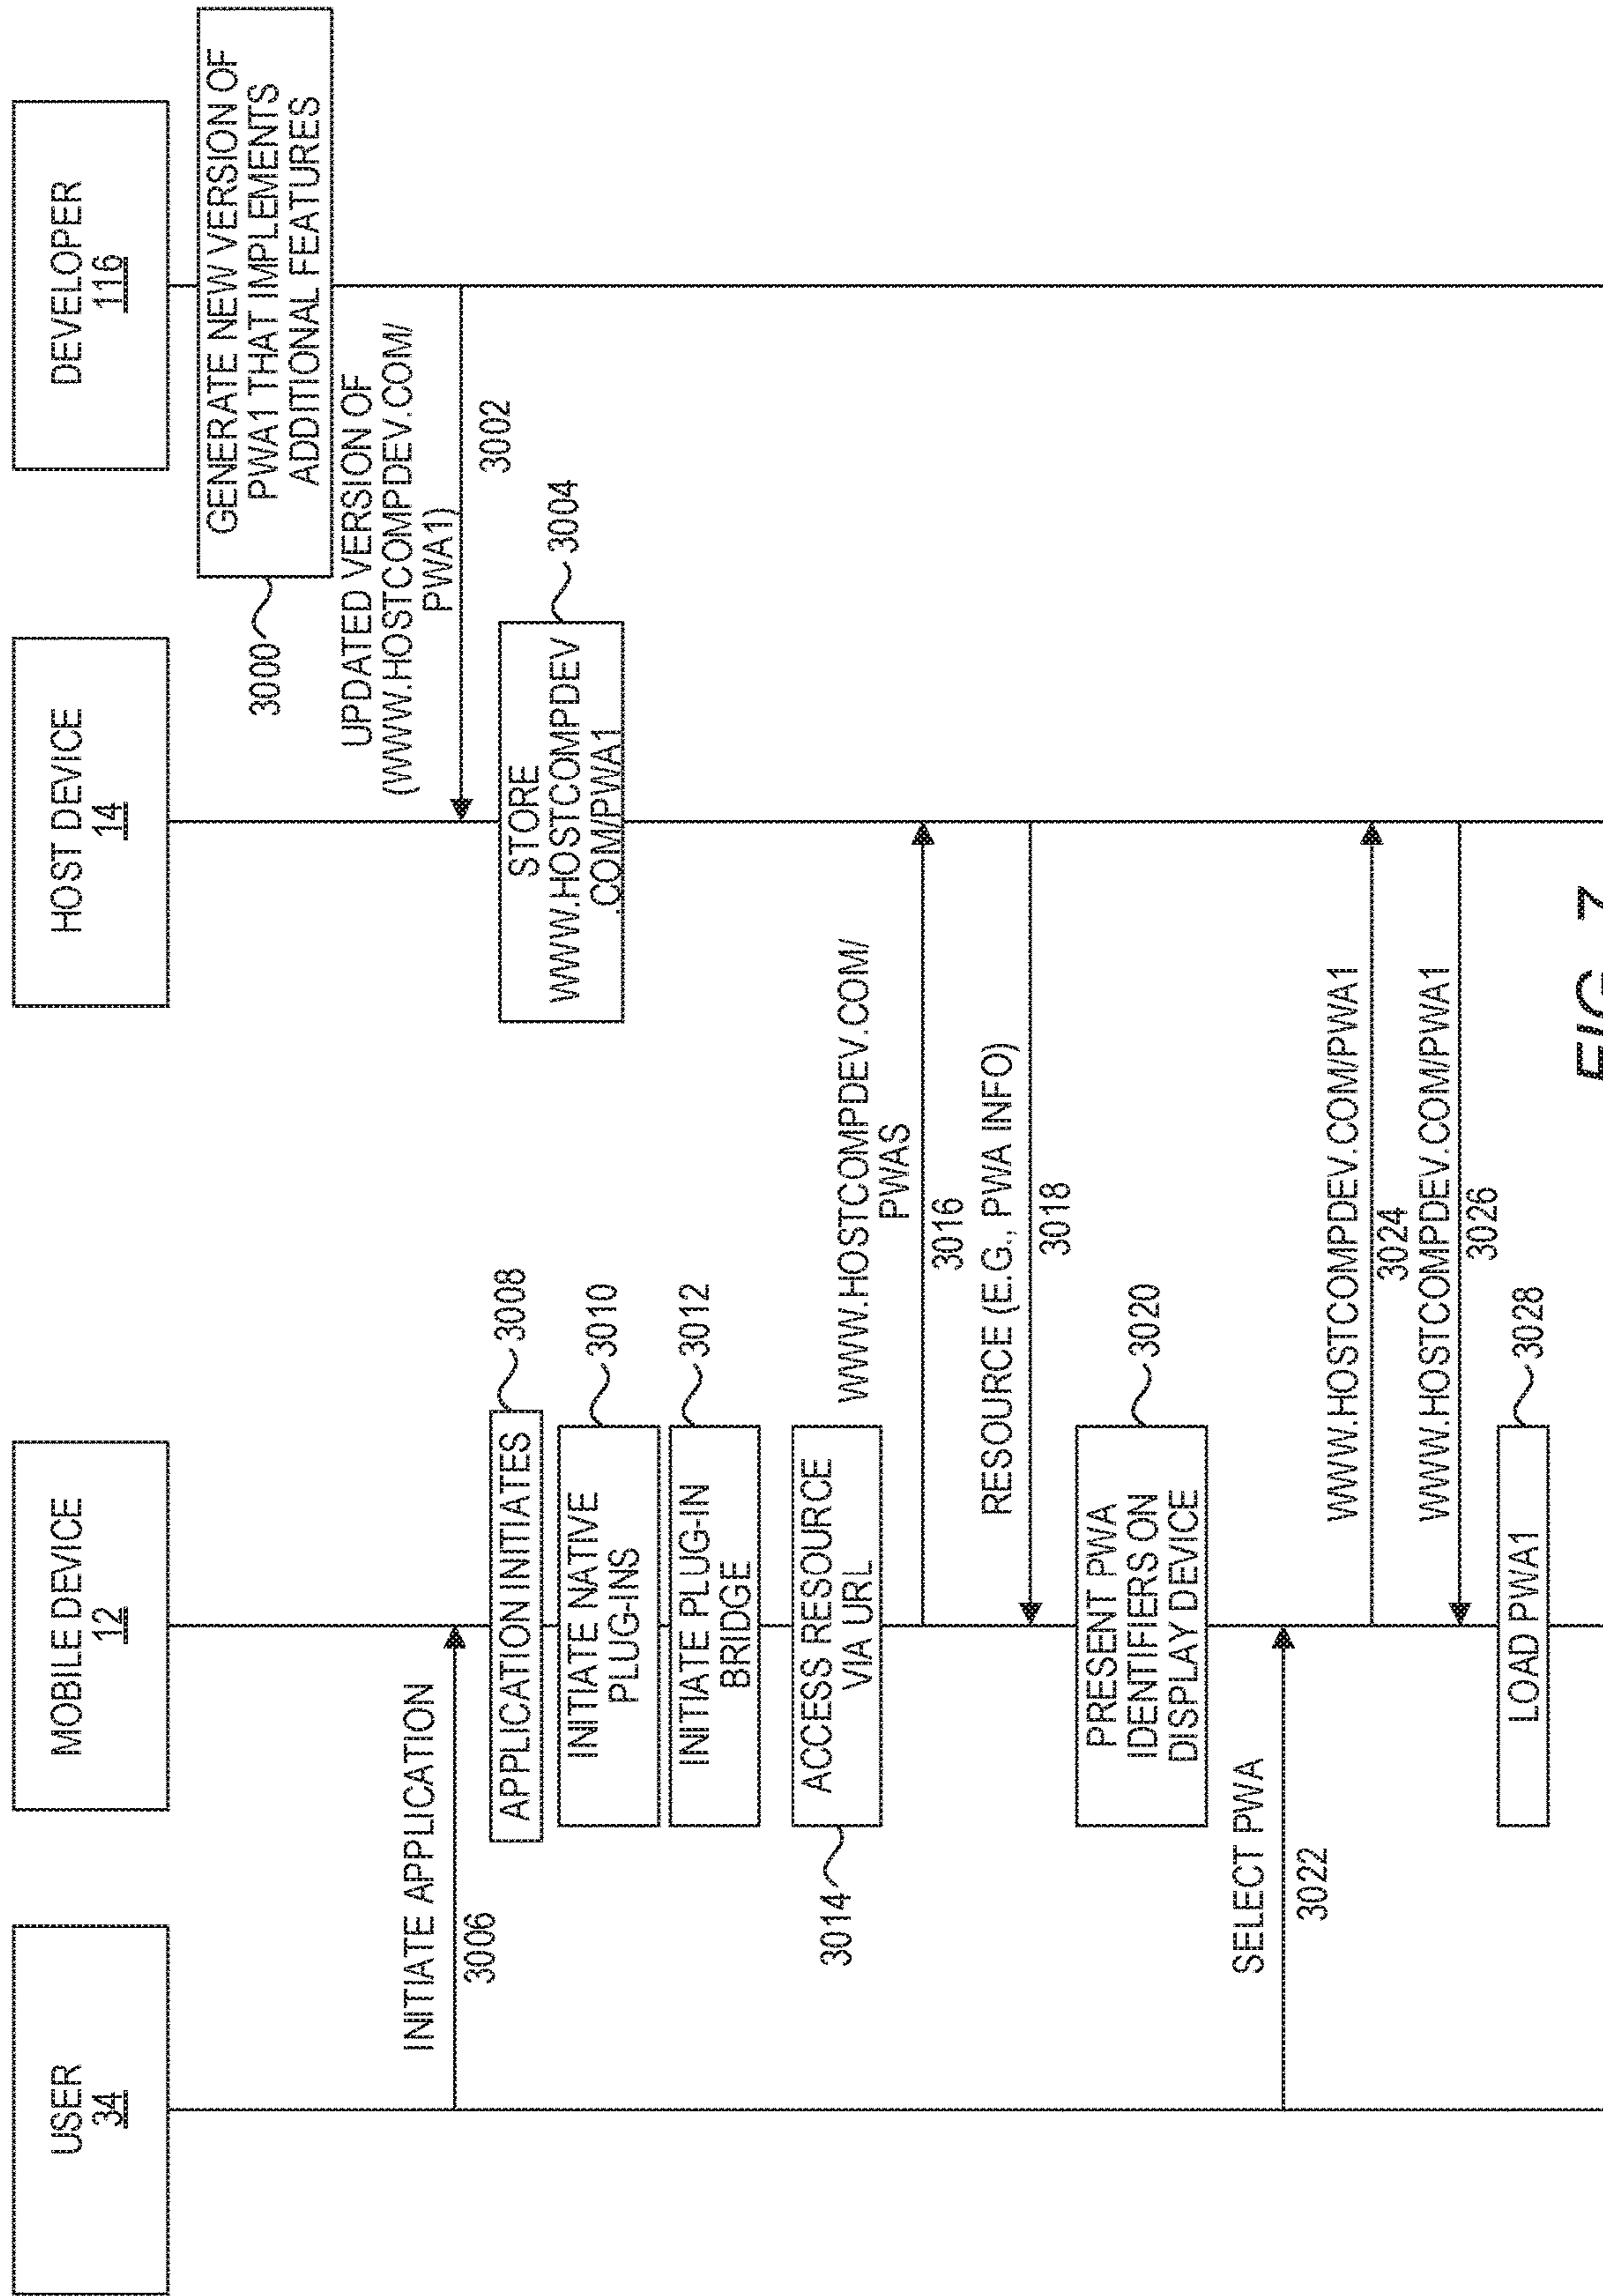 USER
34
MOBILE DEVICE
12
HOST DEVICE
14
DEVELOPER
116
GENERATE NEW VERSION OF
PWA1 THAT IMPLEMENTS
ADDITIONAL FEATURES
3000
UPDATED VERSION OF
(WWW.HOSTCOMPDEV.COM/
PWA1)
3002
STORE
WWW.HOSTCOMPDEV
.COM/PWA1
3004
INITIATE APPLICATION
3006
APPLICATION INITIATES
3008
INITIATE NATIVE
PLUG-INS
3010
INITIATE PLUG-IN
BRIDGE
3012
ACCESS RESOURCE
VIA URL
3014
WWW.HOSTCOMPDEV.COM/
PWAS
3016
RESOURCE (E.G., PWA INFO)
3018
PRESENT PWA
IDENTIFIERS ON
DISPLAY DEVICE
3020
SELECT PWA
3022
WWW.HOSTCOMPDEV.COM/PWA1
3024
WWW.HOSTCOMPDEV.COM/PWA1
3026
LOAD PWA1
3028
FIG. 7